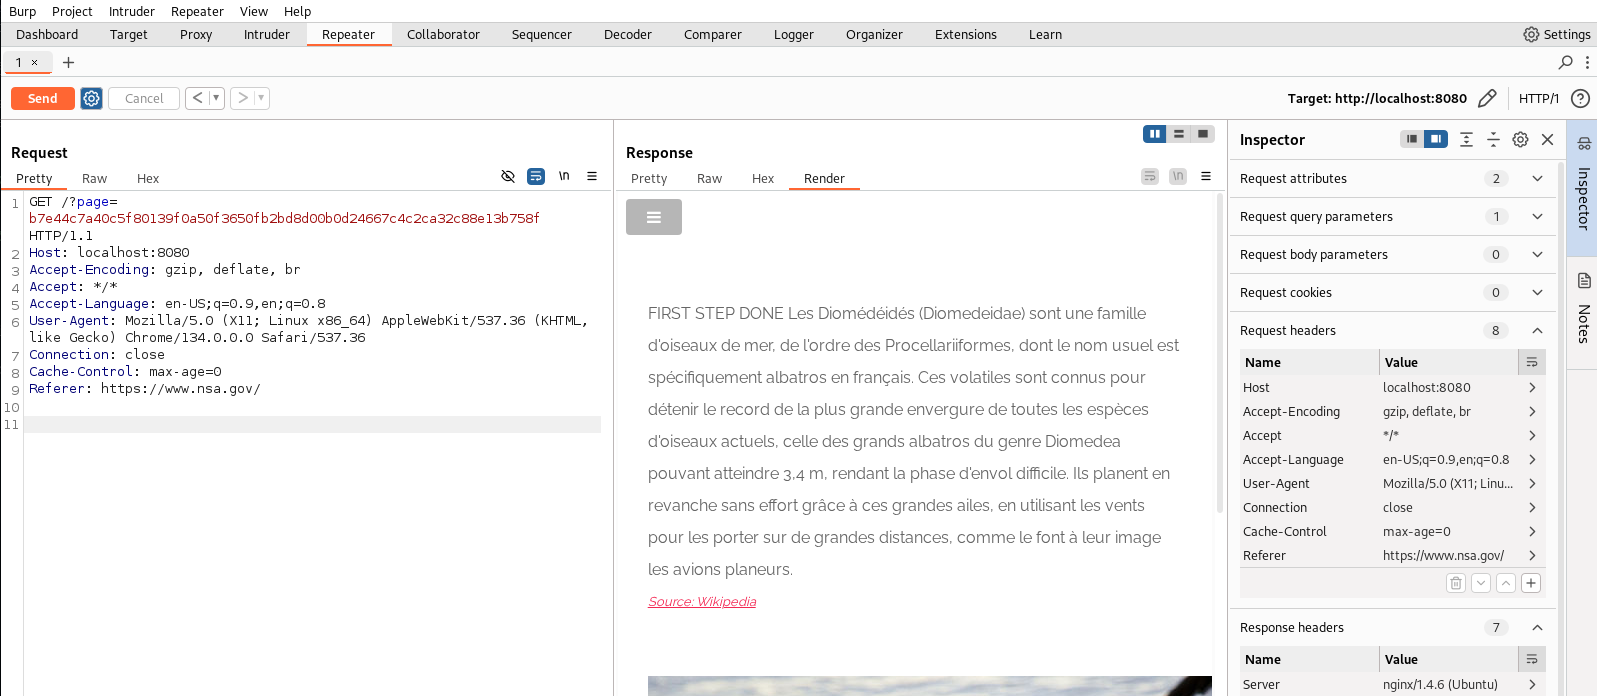 Burp Project Intruder Repeater View Help
Dashboard Target Proxy Intruder Repeater Collaborator Sequencer Decoder Comparer Logger Organizer Extensions Learn Settings
1 × +
Send Cancel < > Target: http://localhost:8080 HTTP/1 ?
Request
Pretty Raw Hex \n
1 GET /?page=
b7e44c7a40c5f80139f0a50f3650fb2bd8d00b0d24667c4c2ca32c88e13b758f
HTTP/1.1
2 Host: localhost:8080
3 Accept-Encoding: gzip, deflate, br
4 Accept: */*
5 Accept-Language: en-US;q=0.9,en;q=0.8
6 User-Agent: Mozilla/5.0 (X11; Linux x86_64) AppleWebKit/537.36 (KHTML,
like Gecko) Chrome/134.0.0.0 Safari/537.36
7 Connection: close
8 Cache-Control: max-age=0
9 Referer: https://www.nsa.gov/
10
11
Response
Pretty Raw Hex Render \n
FIRST STEP DONE Les Diomédéidés (Diomedeidae) sont une famille
d'oiseaux de mer, de l'ordre des Procellariiformes, dont le nom usuel est
spécifiquement albatros en français. Ces volatiles sont connus pour
détenir le record de la plus grande envergure de toutes les espèces
d'oiseaux actuels, celle des grands albatros du genre Diomedea
pouvant atteindre 3,4 m, rendant la phase d'envol difficile. Ils planent en
revanche sans effort grâce à ces grandes ailes, en utilisant les vents
pour les porter sur de grandes distances, comme le font à leur image
les avions planeurs.
Source: Wikipedia
Inspector
Request attributes 2
Request query parameters 1
Request body parameters 0
Request cookies 0
Request headers 8
Name Value
Host localhost:8080
Accept-Encoding gzip, deflate, br
Accept */*
Accept-Language en-US;q=0.9,en;q=0.8
User-Agent Mozilla/5.0 (X11; Linu...
Connection close
Cache-Control max-age=0
Referer https://www.nsa.gov/
Response headers 7
Name Value
Server nginx/1.4.6 (Ubuntu)
Inspector
Notes